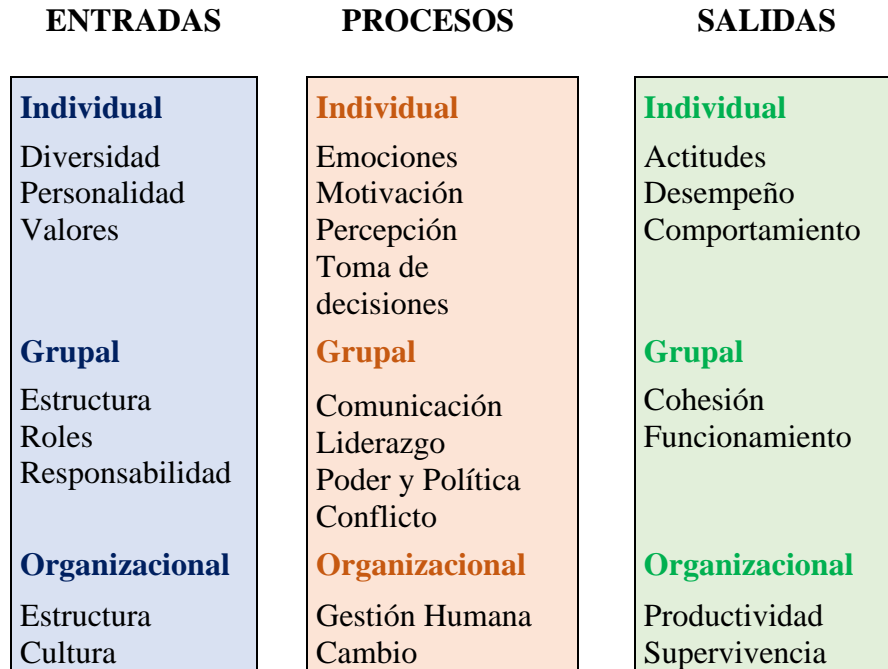 ENTRADAS
PROCESOS
SALIDAS
Individual
Diversidad
Personalidad
Valores
Grupal
Estructura
Roles
Responsabilidad
Organizacional
Estructura
Cultura
Individual
Emociones
Motivación
Percepción
Toma de
decisiones
Grupal
Comunicación
Liderazgo
Poder y Política
Conflicto
Organizacional
Gestión Humana
Cambio
Individual
Actitudes
Desempeño
Comportamiento
Grupal
Cohesión
Funcionamiento
Organizacional
Productividad
Supervivencia